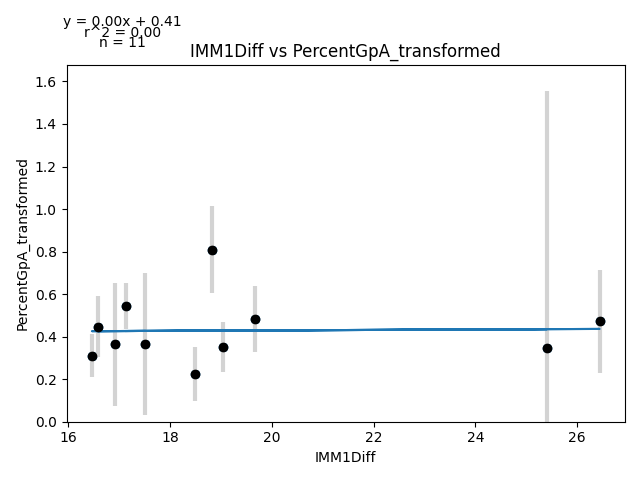 y = 0.00x + 0.41
r^2 = 0.00
n = 11
IMM1Diff vs PercentGpA_transformed
PercentGpA_transformed
1.6
1.4
1.2
1.0
0.8
0.6
0.4
0.2
0.0
16 18 20 22 24 26
IMM1Diff